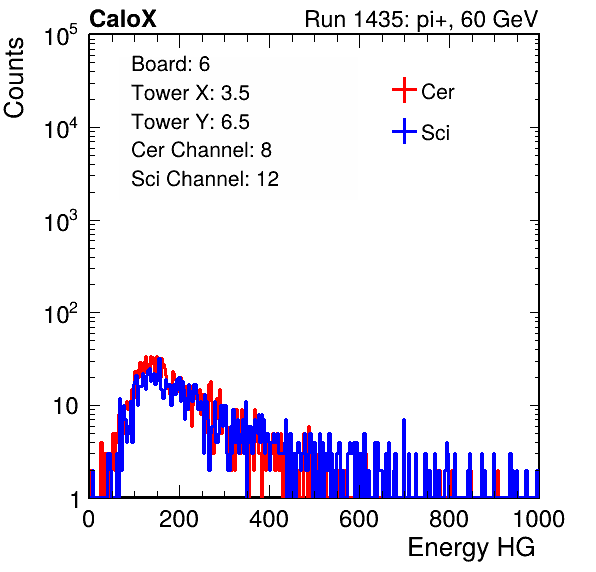 CaloX Run 1435: pi+, 60 GeV
Board: 6
Tower X: 3.5
Tower Y: 6.5
Cer Channel: 8
Sci Channel: 12
Cer
Sci
Counts
10^5
10^4
10^3
10^2
10
1
0 200 400 600 800 1000
Energy HG